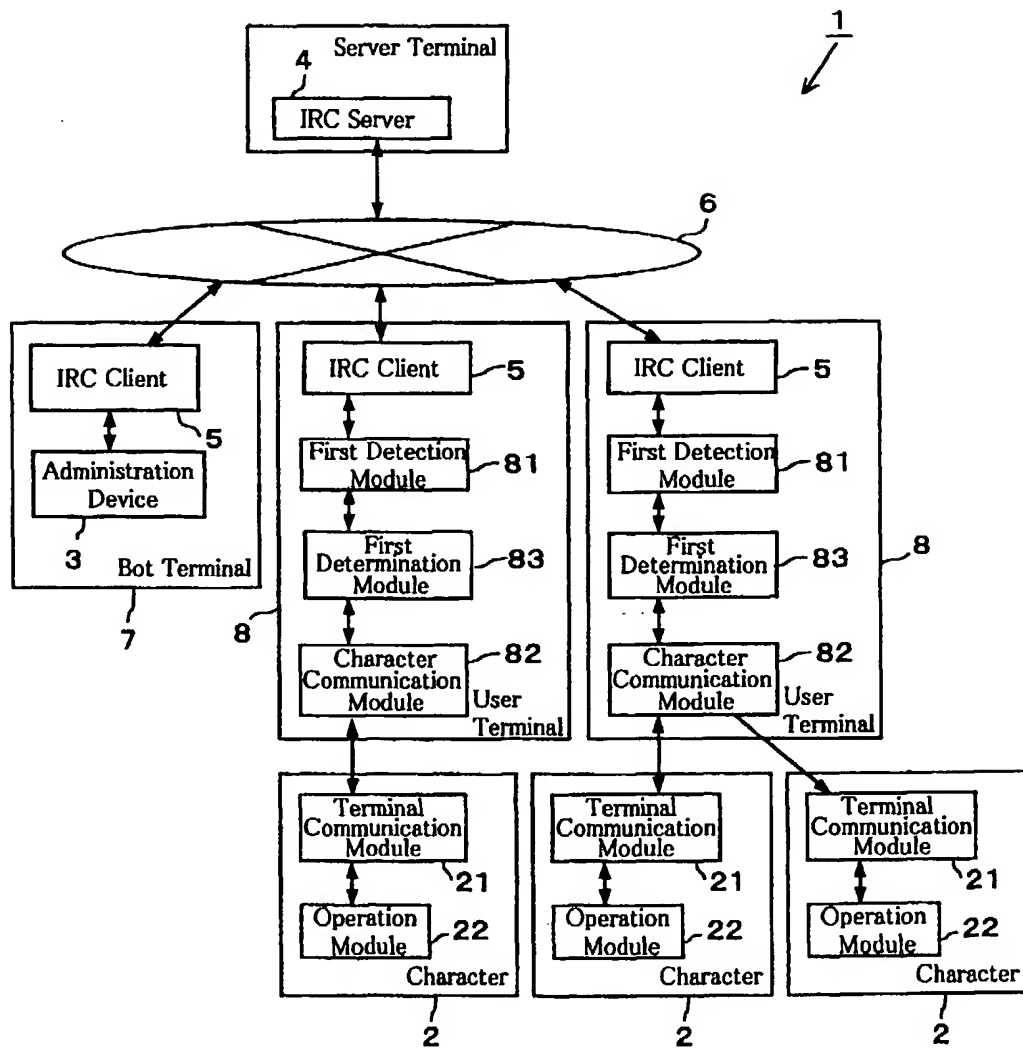 1
Server Terminal
4
IRC Server
6
IRC Client
5
Administration
Device
3
Bot Terminal
7
IRC Client
5
First Detection
Module
81
First
Determination
Module
83
8
Character
Communication
Module
82
User
Terminal
IRC Client
5
First Detection
Module
81
First
Determination
Module
83
8
Character
Communication
Module
82
User
Terminal
Terminal
Communication
Module
21
Operation
Module
22
Character
2
Terminal
Communication
Module
21
Operation
Module
22
Character
2
Terminal
Communication
Module
21
Operation
Module
22
Character
2